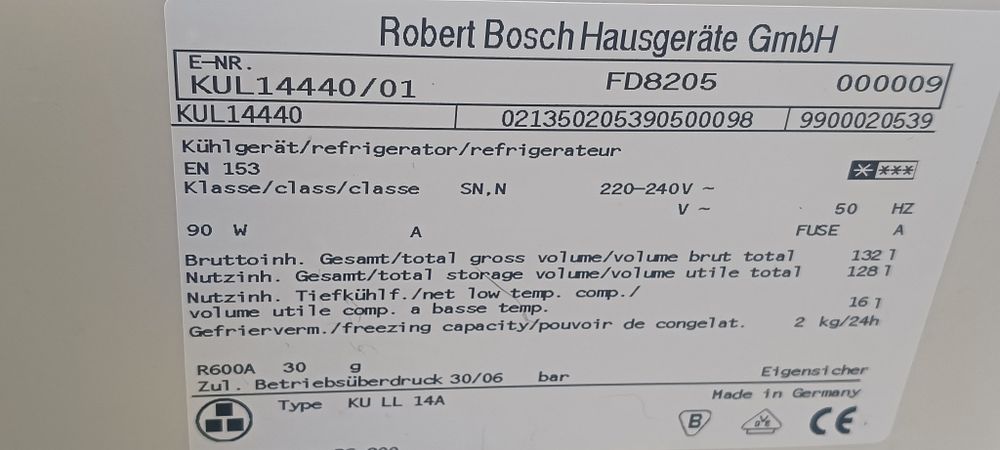 Robert Bosch Hausgeräte GmbH
E-NR.
KUL14440/01 FD8205 000009
KUL14440 021350205390500098 9900020539
Kühlgerät/refrigerator/refrigerateur
EN 153 ****
Klasse/class/classe SN,N 220-240V ~
V ~ 50 HZ
90 W A FUSE A
Bruttoinh. Gesamt/total gross volume/volume brut total 132 l
Nutzinh. Gesamt/total storage volume/volume utile total 128 l
Nutzinh. Tiefkühlf./net low temp. comp./
volume utile comp. a basse temp. 16 l
Gefrierverm./freezing capacity/pouvoir de congelat. 2 kg/24h
R600A 30 g
Eigensicher
Zul. Betriebsüberdruck 30/06 bar
Made in Germany
Type KU LL 14A
B CE